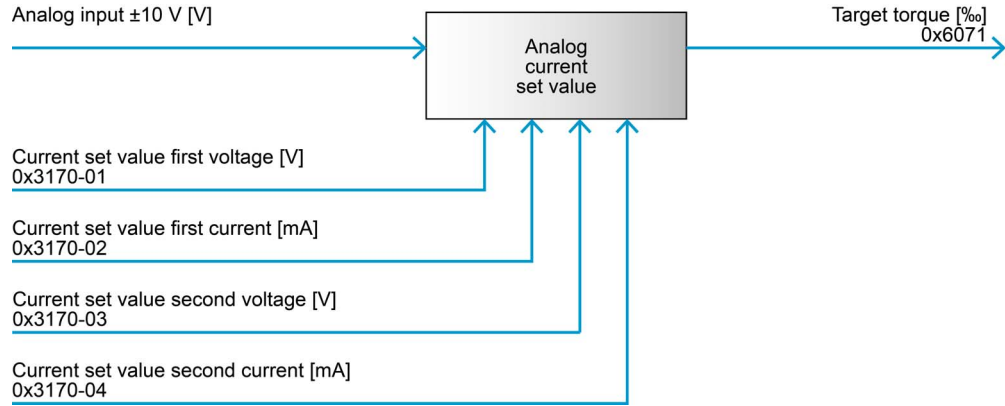 Analog input ±10 V [V]
Target torque [‰]
0x6071
Analog
current
set value
Current set value first voltage [V]
0x3170-01
Current set value first current [mA]
0x3170-02
Current set value second voltage [V]
0x3170-03
Current set value second current [mA]
0x3170-04